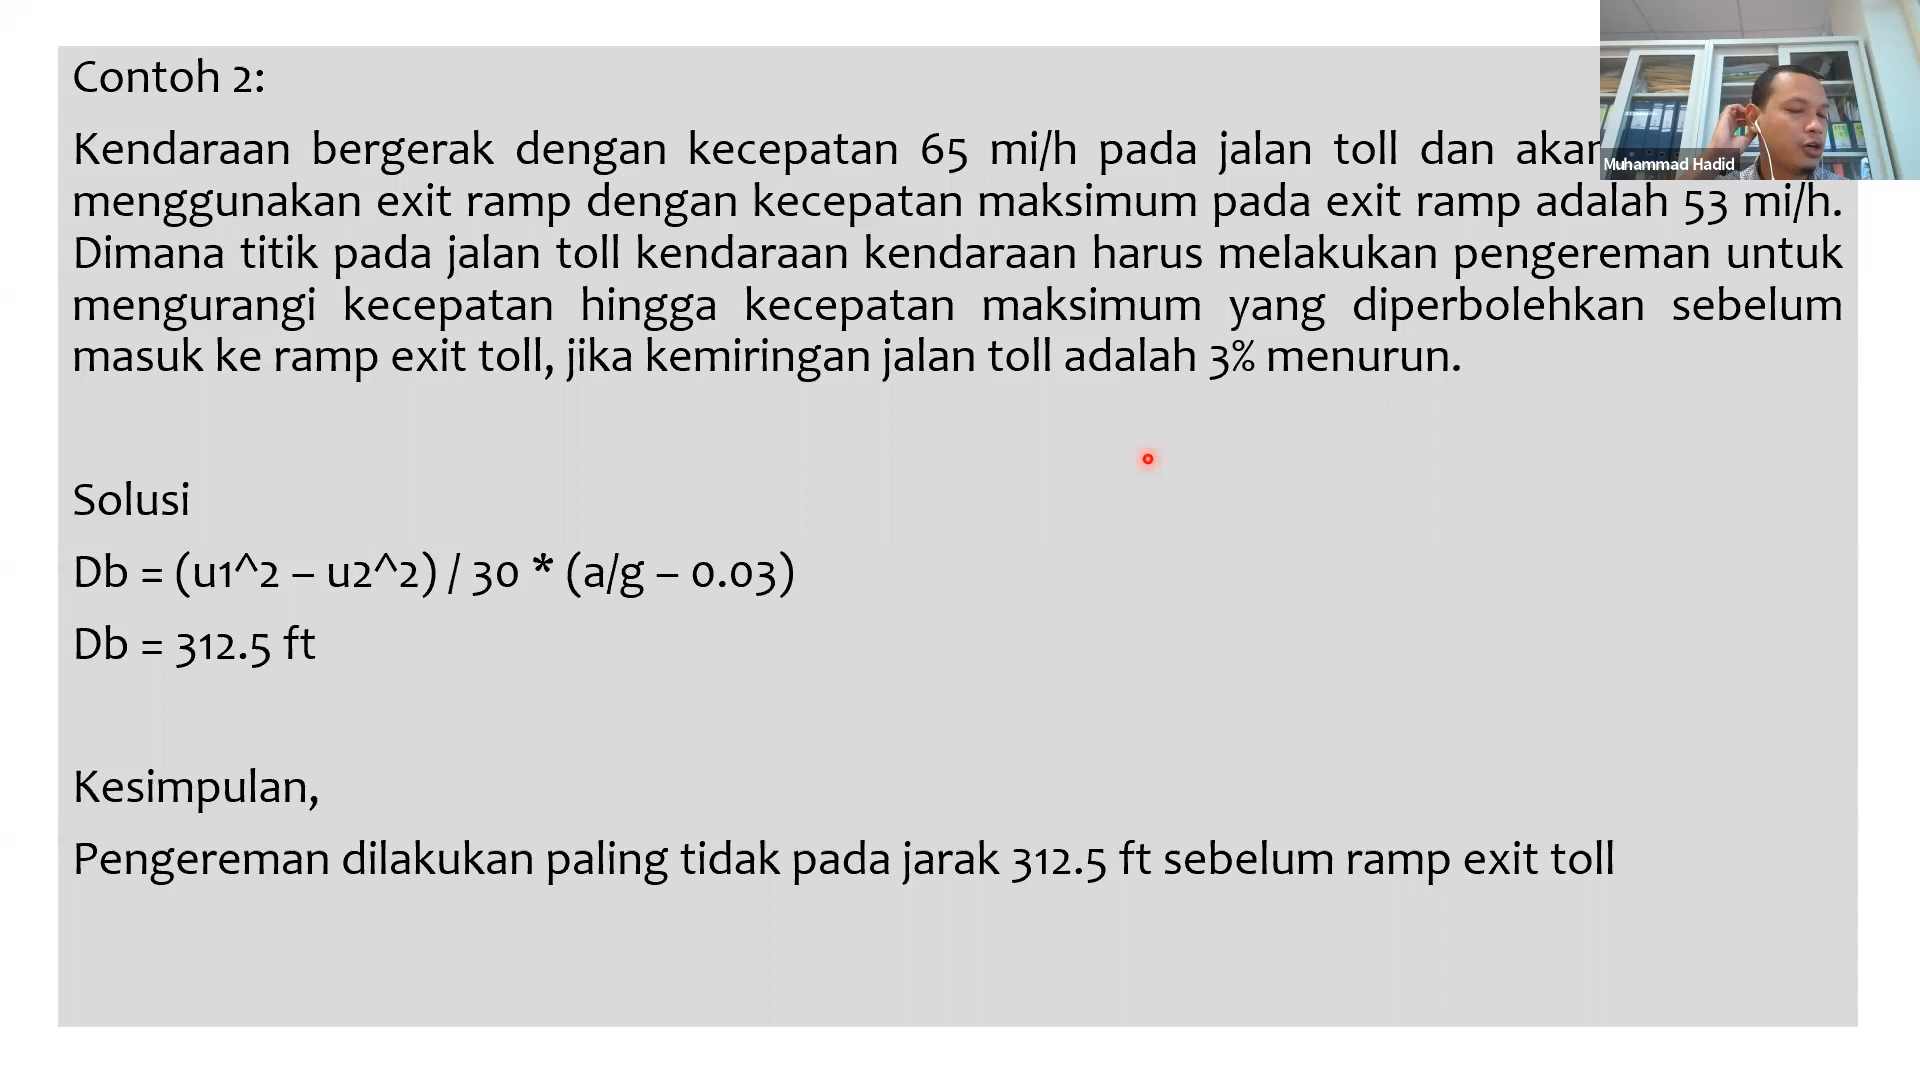 Contoh 2:
Kendaraan bergerak dengan kecepatan 65 mi/h pada jalan toll dan akan
menggunakan exit ramp dengan kecepatan maksimum pada exit ramp adalah 53 mi/h.
Dimana titik pada jalan toll kendaraan kendaraan harus melakukan pengereman untuk
mengurangi kecepatan hingga kecepatan maksimum yang diperbolehkan sebelum
masuk ke ramp exit toll, jika kemiringan jalan toll adalah 3% menurun.
Solusi
Db = (u1^2 – u2^2) / 30 * (a/g – 0.03)
Db = 312.5 ft
Kesimpulan,
Pengereman dilakukan paling tidak pada jarak 312.5 ft sebelum ramp exit toll
Muhammad Hadid